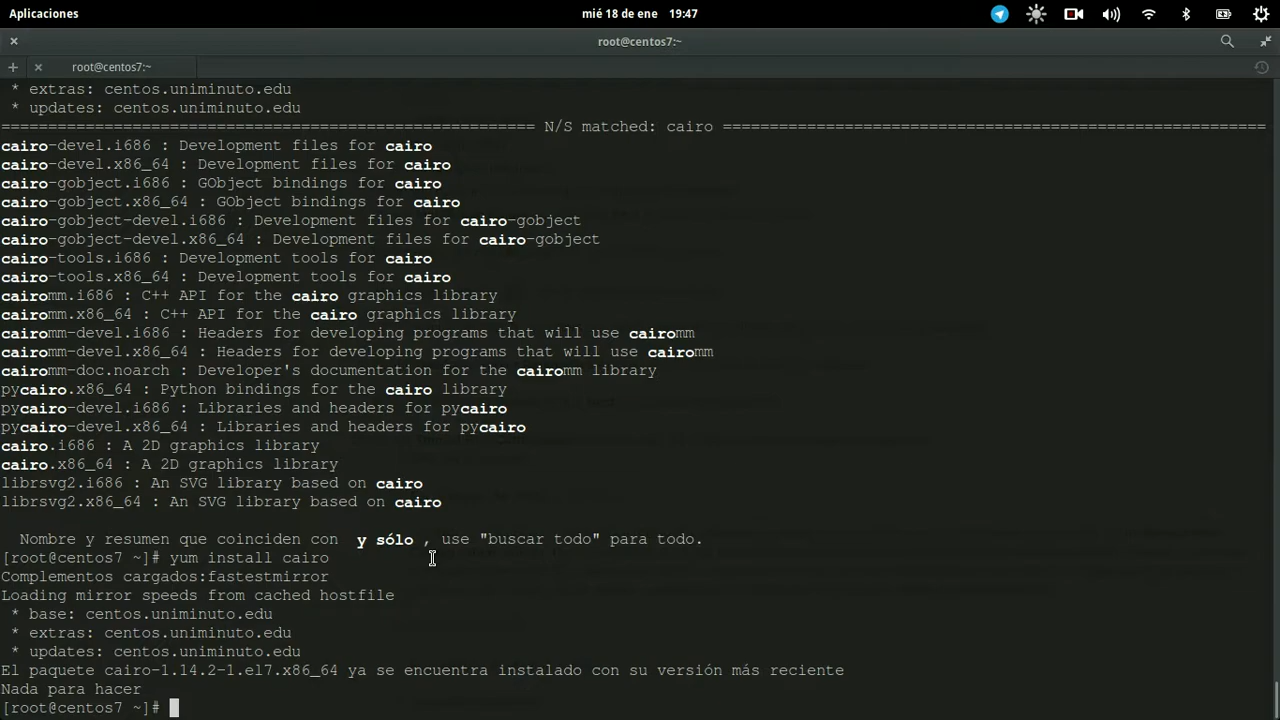 Aplicaciones mié 18 de ene 19:47
root@centos7:~
root@centos7:~
* extras: centos.uniminuto.edu
* updates: centos.uniminuto.edu
========================================================= N/S matched: cairo ===========================================================
cairo-devel.i686 : Development files for cairo
cairo-devel.x86_64 : Development files for cairo
cairo-gobject.i686 : GObject bindings for cairo
cairo-gobject.x86_64 : GObject bindings for cairo
cairo-gobject-devel.i686 : Development files for cairo-gobject
cairo-gobject-devel.x86_64 : Development files for cairo-gobject
cairo-tools.i686 : Development tools for cairo
cairo-tools.x86_64 : Development tools for cairo
cairomm.i686 : C++ API for the cairo graphics library
cairomm.x86_64 : C++ API for the cairo graphics library
cairomm-devel.i686 : Headers for developing programs that will use cairomm
cairomm-devel.x86_64 : Headers for developing programs that will use cairomm
cairomm-doc.noarch : Developer's documentation for the cairomm library
pycairo.x86_64 : Python bindings for the cairo library
pycairo-devel.i686 : Libraries and headers for pycairo
pycairo-devel.x86_64 : Libraries and headers for pycairo
cairo.i686 : A 2D graphics library
cairo.x86_64 : A 2D graphics library
librsvg2.i686 : An SVG library based on cairo
librsvg2.x86_64 : An SVG library based on cairo
Nombre y resumen que coinciden con y sólo , use "buscar todo" para todo.
[root@centos7 ~]# yum install cairo
Complementos cargados:fastestmirror
Loading mirror speeds from cached hostfile
* base: centos.uniminuto.edu
* extras: centos.uniminuto.edu
* updates: centos.uniminuto.edu
El paquete cairo-1.14.2-1.el7.x86_64 ya se encuentra instalado con su versión más reciente
Nada para hacer
[root@centos7 ~]#